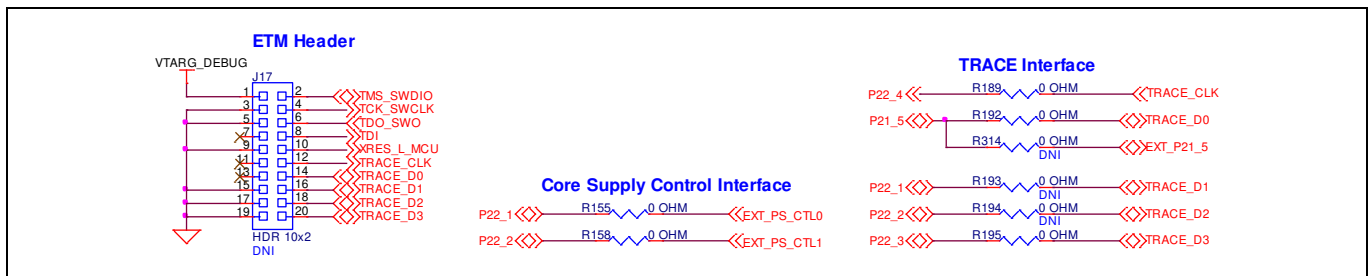 ETM Header
VTARG_DEBUG
J17
1 2 TMS_SWDIO
3 4 TCK_SWCLK
5 6 TDO_SWO
7 8 TDI
9 10 XRES_L_MCU
11 12 TRACE_CLK
13 14 TRACE_D0
15 16 TRACE_D1
17 18 TRACE_D2
19 20 TRACE_D3
HDR 10x2
DNI
Core Supply Control Interface
P22_1 R155 0 OHM EXT_PS_CTL0
P22_2 R158 0 OHM EXT_PS_CTL1
TRACE Interface
P22_4 R189 0 OHM TRACE_CLK
P21_5 R192 0 OHM TRACE_D0
R314 0 OHM EXT_P21_5
DNI
P22_1 R193 0 OHM TRACE_D1
DNI
P22_2 R194 0 OHM TRACE_D2
DNI
P22_3 R195 0 OHM TRACE_D3